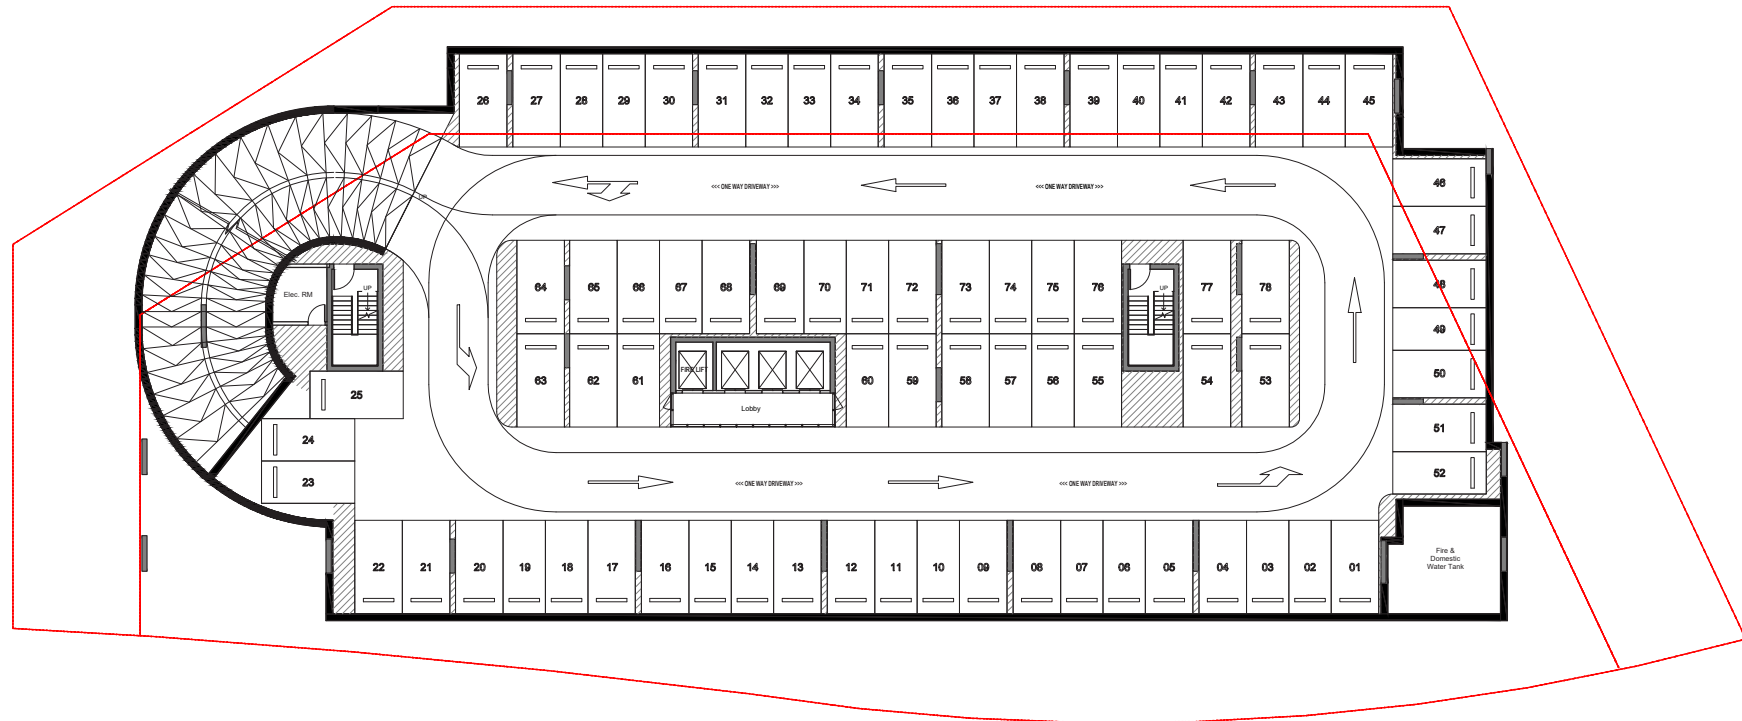 26 27 28 29 30 31 32 33 34 35 36 37 38 39 40 41 42 43 44 45
<<< ONE WAY DRIVEWAY >>> <<< ONE WAY DRIVEWAY >>>
46
UP
47
64 65 66 67 68 69 70 71 72 73 74 75 76 UP 77 78
48
Elec. RM UP
49
FIRE LIFT
50
63 62 61 60 59 58 57 56 55 54 53
25
Lobby
51
24
52
23
<<< ONE WAY DRIVEWAY >>> <<< ONE WAY DRIVEWAY >>>
22 21 20 19 18 17 16 15 14 13 12 11 10 09 08 07 06 05 04 03 02 01
Fire &
Domestic
Water Tank